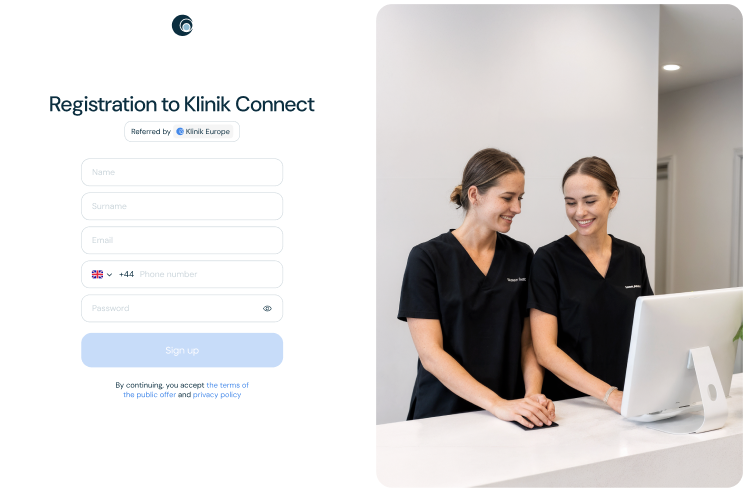 Registration to Klinik Connect
Referred by Klinik Europe
Name
Surname
Email
+44 Phone number
Password
Sign up
By continuing, you accept the terms of
the public offer and privacy policy